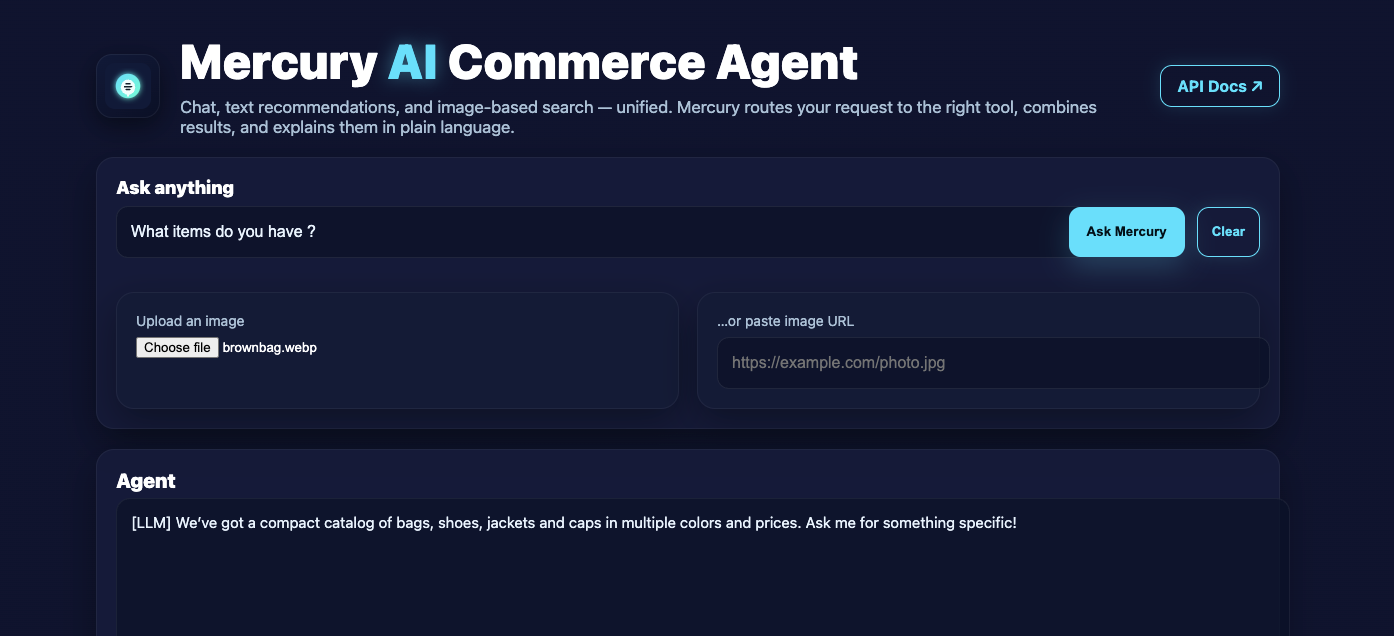 Mercury AI Commerce Agent
Chat, text recommendations, and image-based search — unified. Mercury routes your request to the right tool, combines
results, and explains them in plain language.
API Docs ↗
Ask anything
What items do you have ?
Ask Mercury
Clear
Upload an image
Choose file brownbag.webp
...or paste image URL
https://example.com/photo.jpg
Agent
[LLM] We’ve got a compact catalog of bags, shoes, jackets and caps in multiple colors and prices. Ask me for something specific!